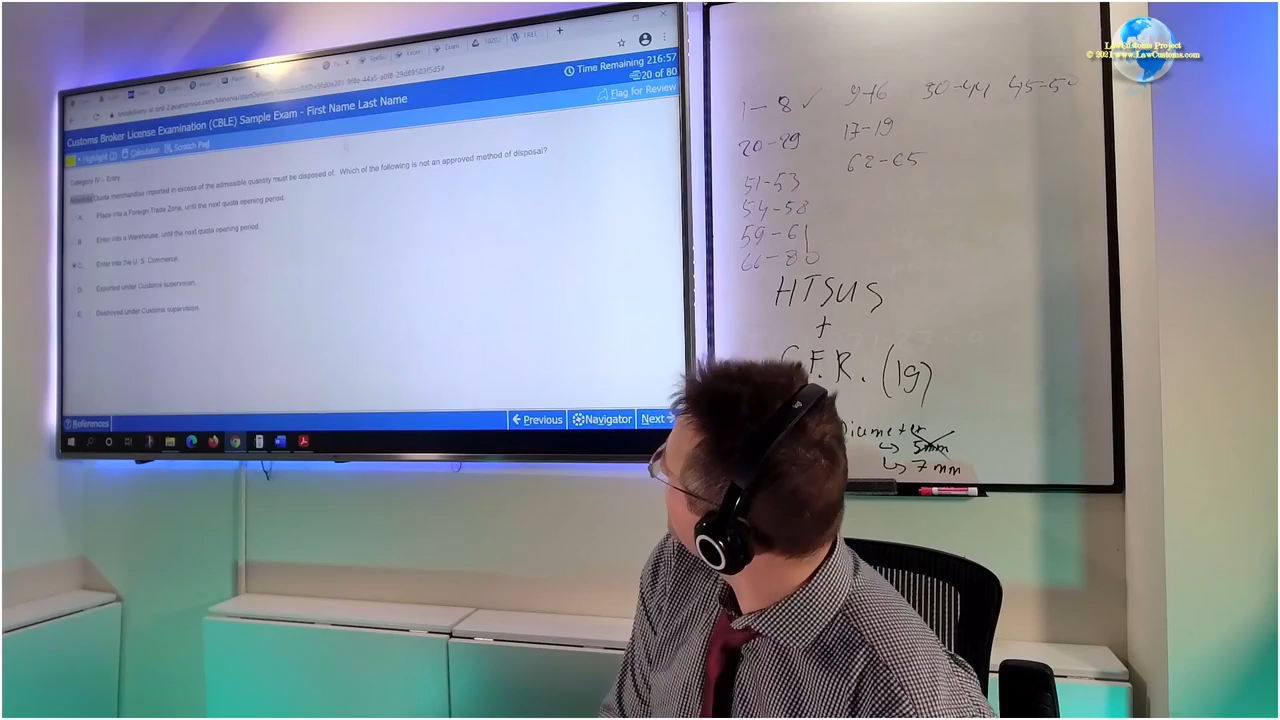 Time Remaining 216:57
20 of 80
Flag for Review
Customs Broker License Examination (CBLE) Sample Exam - First Name Last Name
Highlight Calculator Scratch Pad
Category IV – Entry
Quota merchandise imported in excess of the admissible quantity must be disposed of. Which of the following is not an approved method of disposal?
A. Place into a Foreign Trade Zone, until the next quota opening period.
B. Enter into a Warehouse, until the next quota opening period.
C. Enter into the U. S. Commerce.
D. Exported under Customs supervision.
E. Destroyed under Customs supervision.
References
Previous Navigator Next
LawCustoms Project
© 2021 www.LawCustoms.com
1-8 ✓ 9-16 30-44 45-50
20-29 17-19
62-65
51-53
54-58
59-61
66-80
HTSUS
+
C.F.R. (19)
Diameter
5mm
7 mm